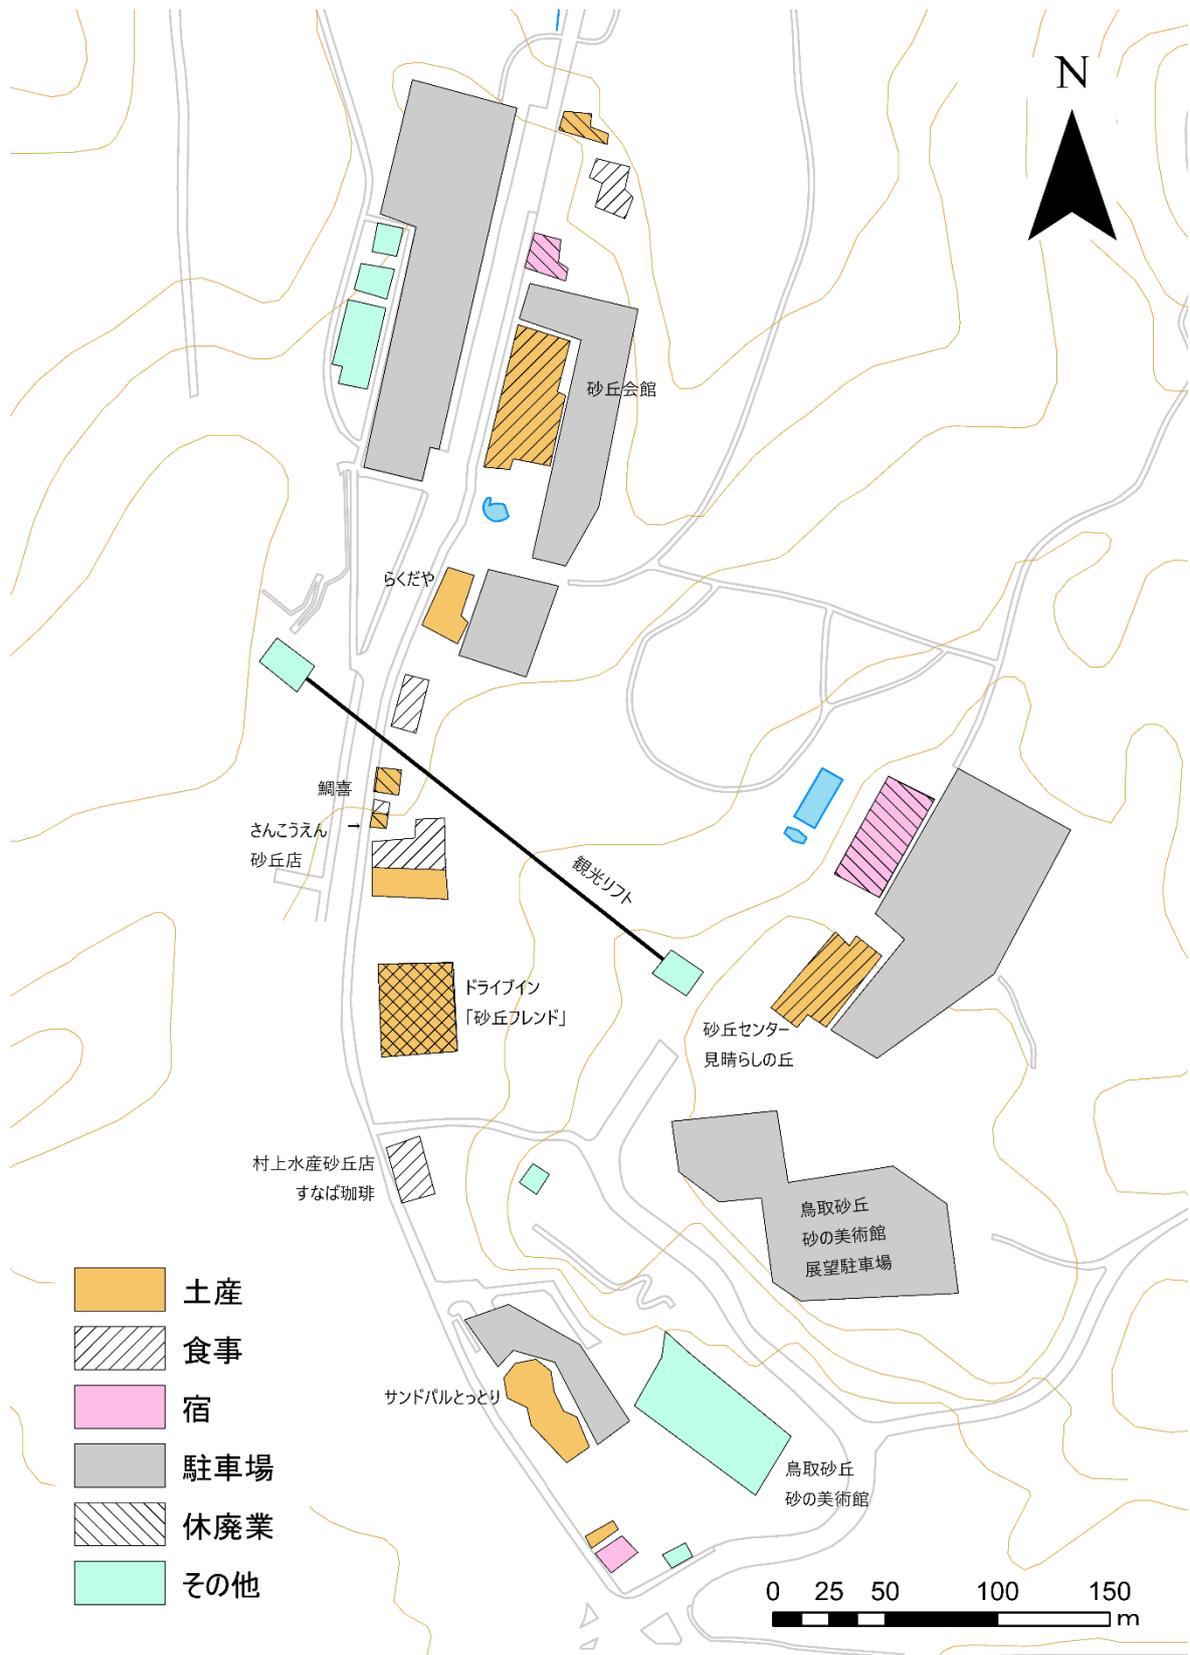 N
砂丘会館
らくだや
鯛喜
さんこうえん →
砂丘店
観光リフト
ドライブイン
「砂丘フレンド」
砂丘センター
見晴らしの丘
村上水産砂丘店
すなば珈琲
鳥取砂丘
砂の美術館
展望駐車場
サンドパルとっとり
鳥取砂丘
砂の美術館
土産
食事
宿
駐車場
休廃業
その他
0 25 50 100 150
m